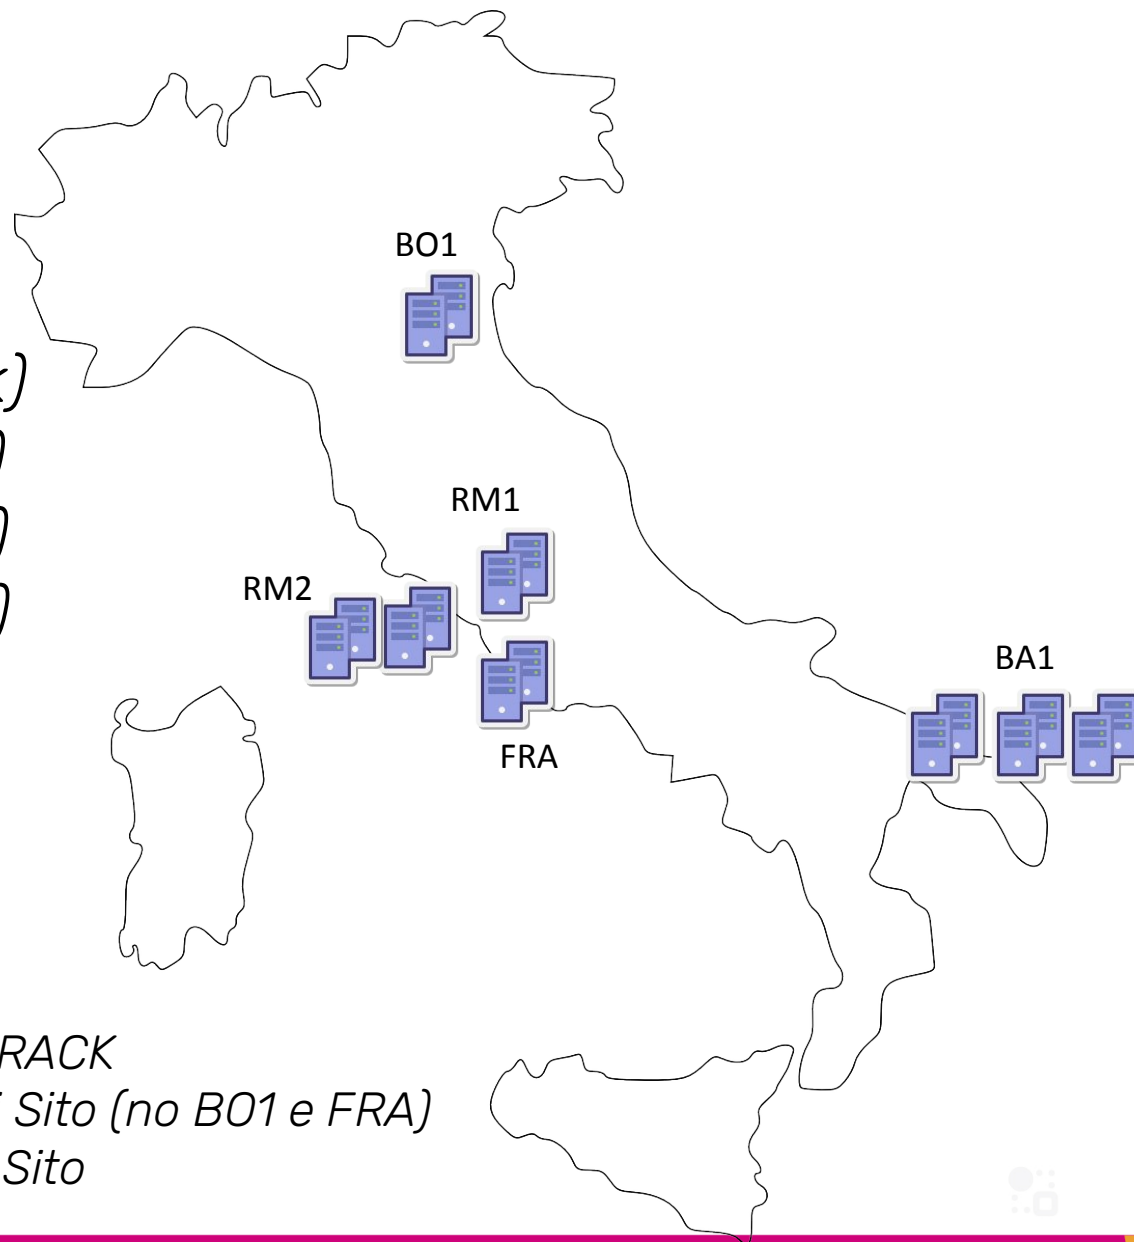 BO1
k)
)
RM1
)
RM2
)
BA1
FRA
RACK
Sito (no BO1 e FRA)
Sito